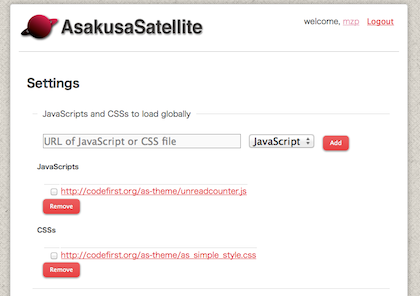 AsakusaSatellite
welcome, mzp Logout
Settings
JavaScripts and CSSs to load globally
URL of JavaScript or CSS file JavaScript Add
JavaScripts
http://codefirst.org/as-theme/unreadcounter.js
Remove
CSSs
http://codefirst.org/as-theme/as_simple_style.css
Remove